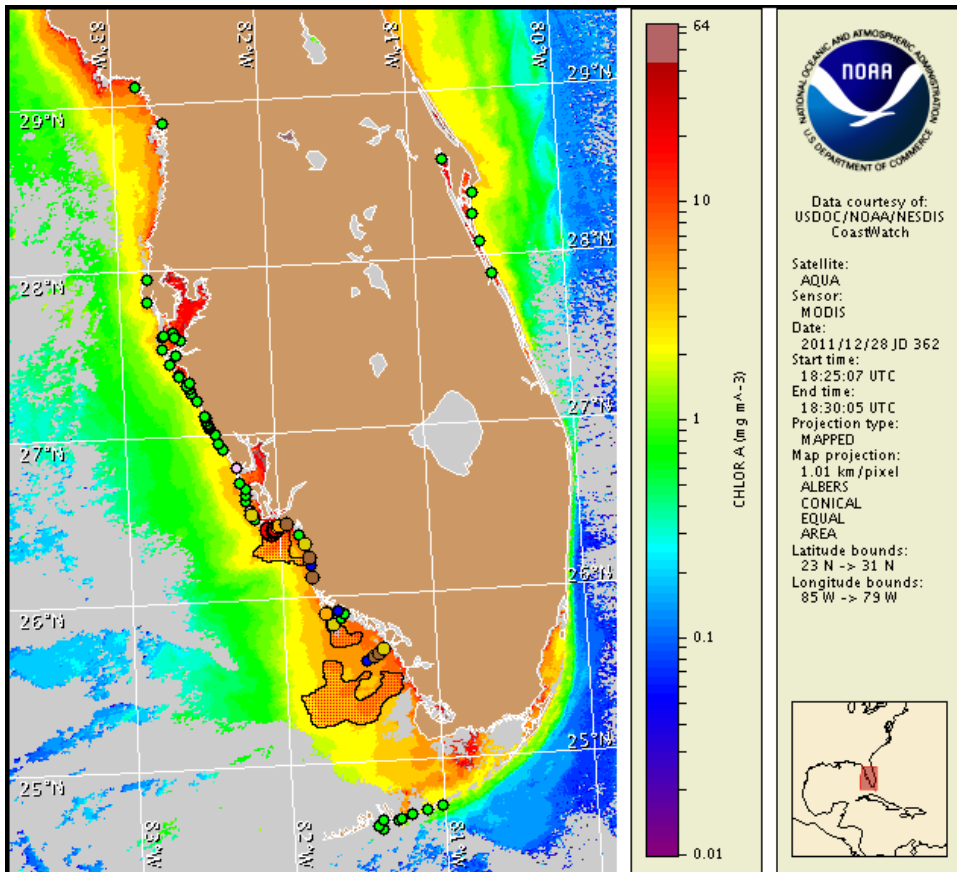 83°W
82°W
81°W
80°W
29°N
29°N
28°N
28°N
27°N
27°N
26°N
26°N
25°N
25°N
83°W
82°W
81°W
64
10
1
0.1
0.01
CHLOR A (mg m^-3)
NATIONAL OCEANIC AND ATMOSPHERIC ADMINISTRATION
NOAA
U.S. DEPARTMENT OF COMMERCE
Data courtesy of:
USDOC/NOAA/NESDIS
CoastWatch
Satellite:
AQUA
Sensor:
MODIS
Date:
2011/12/28 JD 362
Start time:
18:25:07 UTC
End time:
18:30:05 UTC
Projection type:
MAPPED
Map projection:
1.01 km/pixel
ALBERS
CONICAL
EQUAL
AREA
Latitude bounds:
23 N -> 31 N
Longitude bounds:
85 W -> 79 W